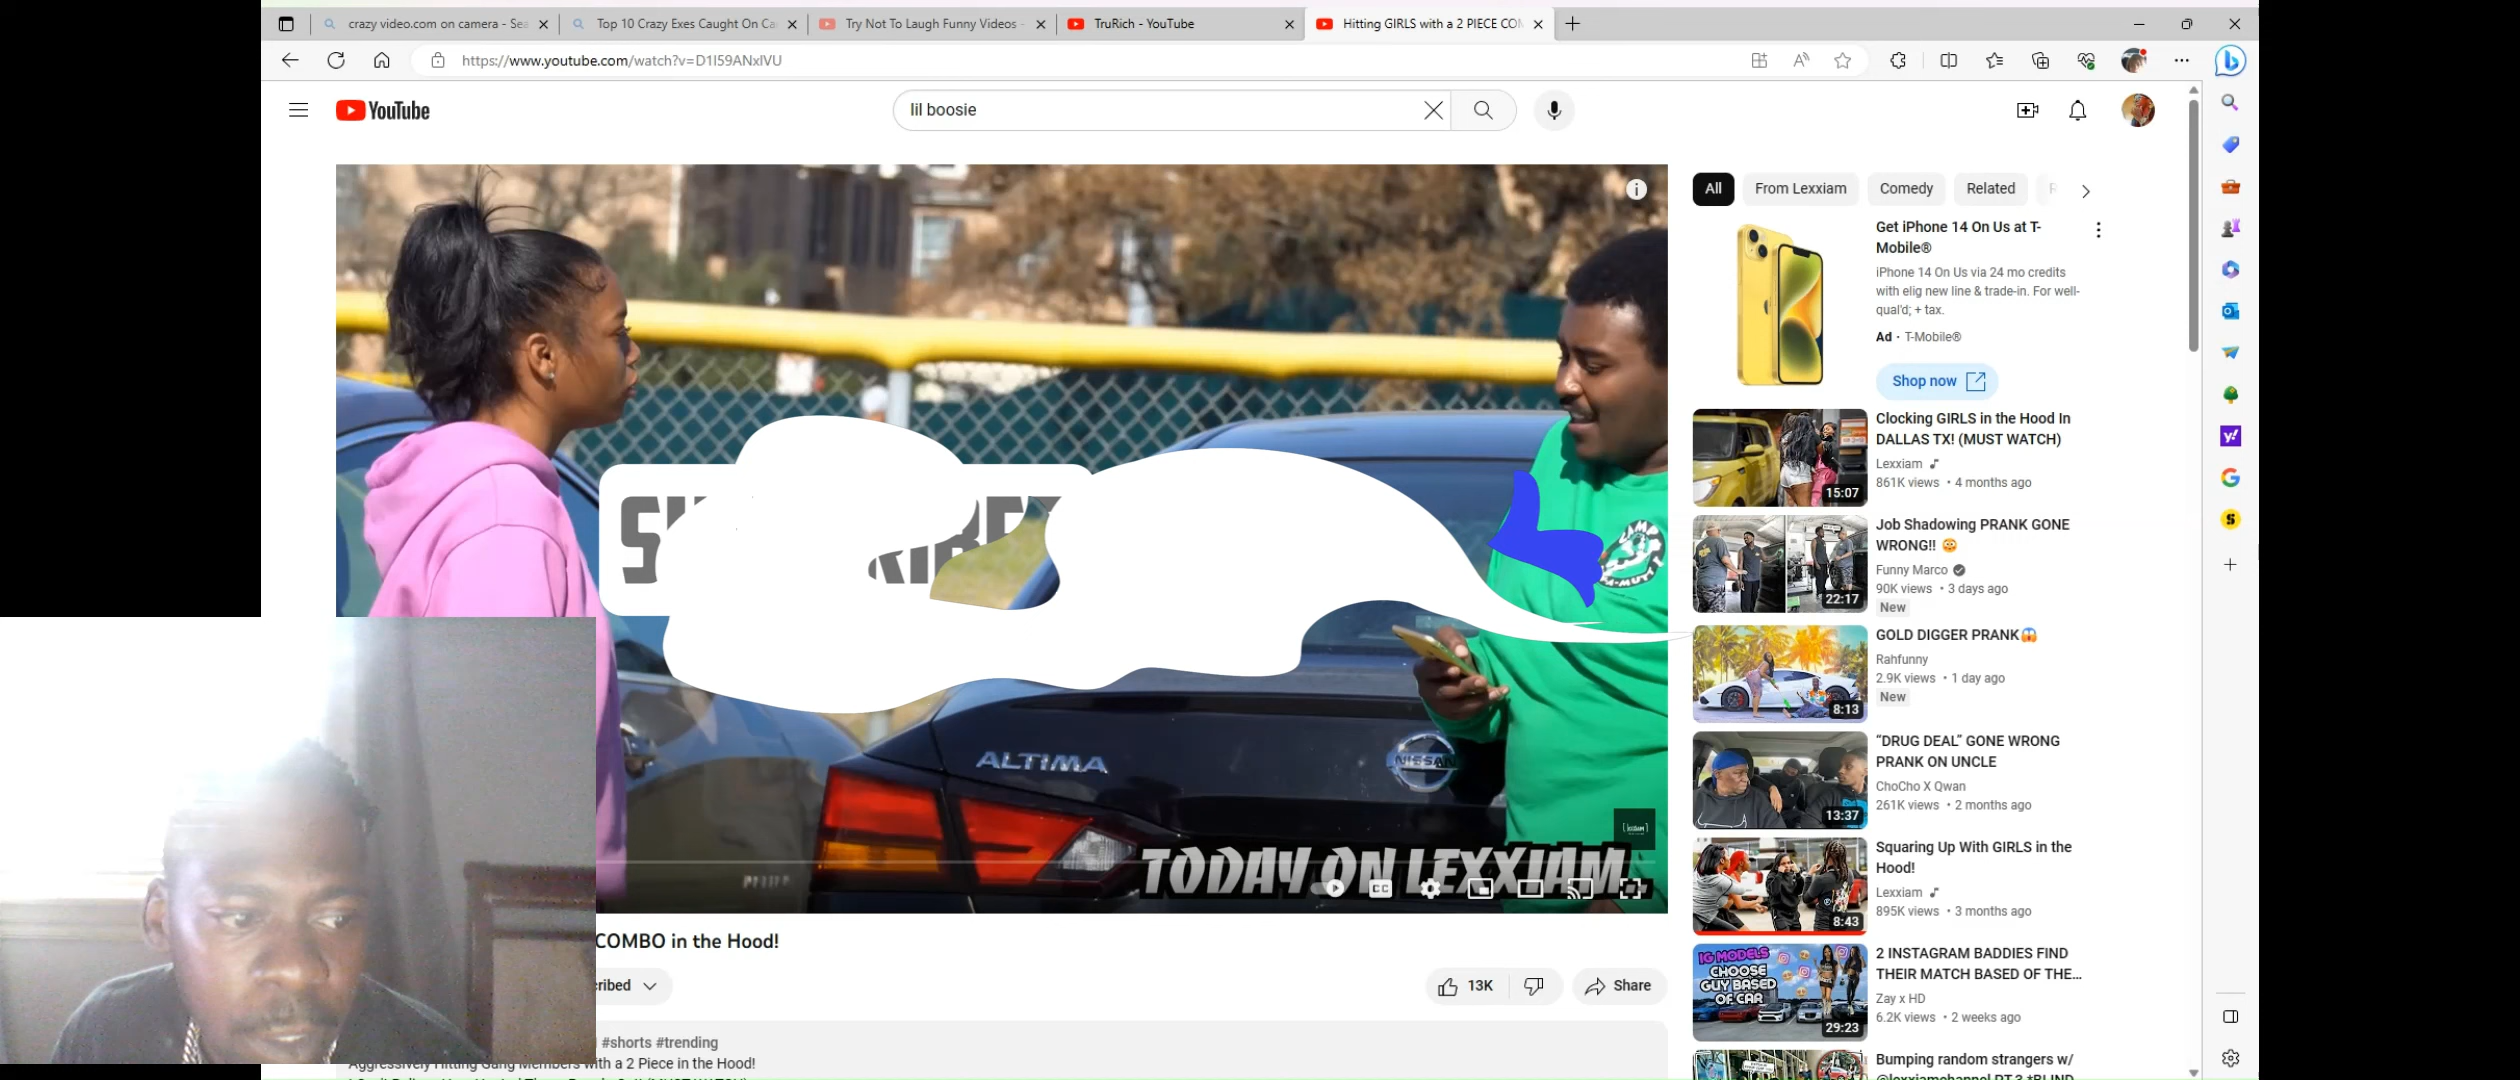 crazy video.com on camera - Sea
Top 10 Crazy Exes Caught On Ca
Try Not To Laugh Funny Videos -
TruRich - YouTube
Hitting GIRLS with a 2 PIECE CON
https://www.youtube.com/watch?v=D1I59ANxIVU
YouTube
lil boosie
All
From Lexxiam
Comedy
Related
Get iPhone 14 On Us at T-
Mobile®
iPhone 14 On Us via 24 mo credits
with elig new line & trade-in. For well-
qual'd; + tax.
Ad · T-Mobile®
Shop now
Clocking GIRLS in the Hood In
DALLAS TX! (MUST WATCH)
Lexxiam
861K views • 4 months ago
15:07
Job Shadowing PRANK GONE
WRONG!!
Funny Marco
90K views • 3 days ago
22:17
New
GOLD DIGGER PRANK
Rahfunny
2.9K views • 1 day ago
8:13
New
"DRUG DEAL" GONE WRONG
PRANK ON UNCLE
ChoCho X Qwan
261K views • 2 months ago
13:37
Squaring Up With GIRLS in the
Hood!
Lexxiam
895K views • 3 months ago
8:43
2 INSTAGRAM BADDIES FIND
THEIR MATCH BASED OF THE...
Zay x HD
6.2K views • 2 weeks ago
IG MODELS
CHOOSE
GUY BASED
OF CAR
29:23
Bumping random strangers w/
ALTIMA
NISSAN
TODAY ON LEXXIAM
CC
COMBO in the Hood!
cribed
13K
Share
#shorts #trending
Aggressively Hitting Gang Members with a 2 Piece in the Hood!